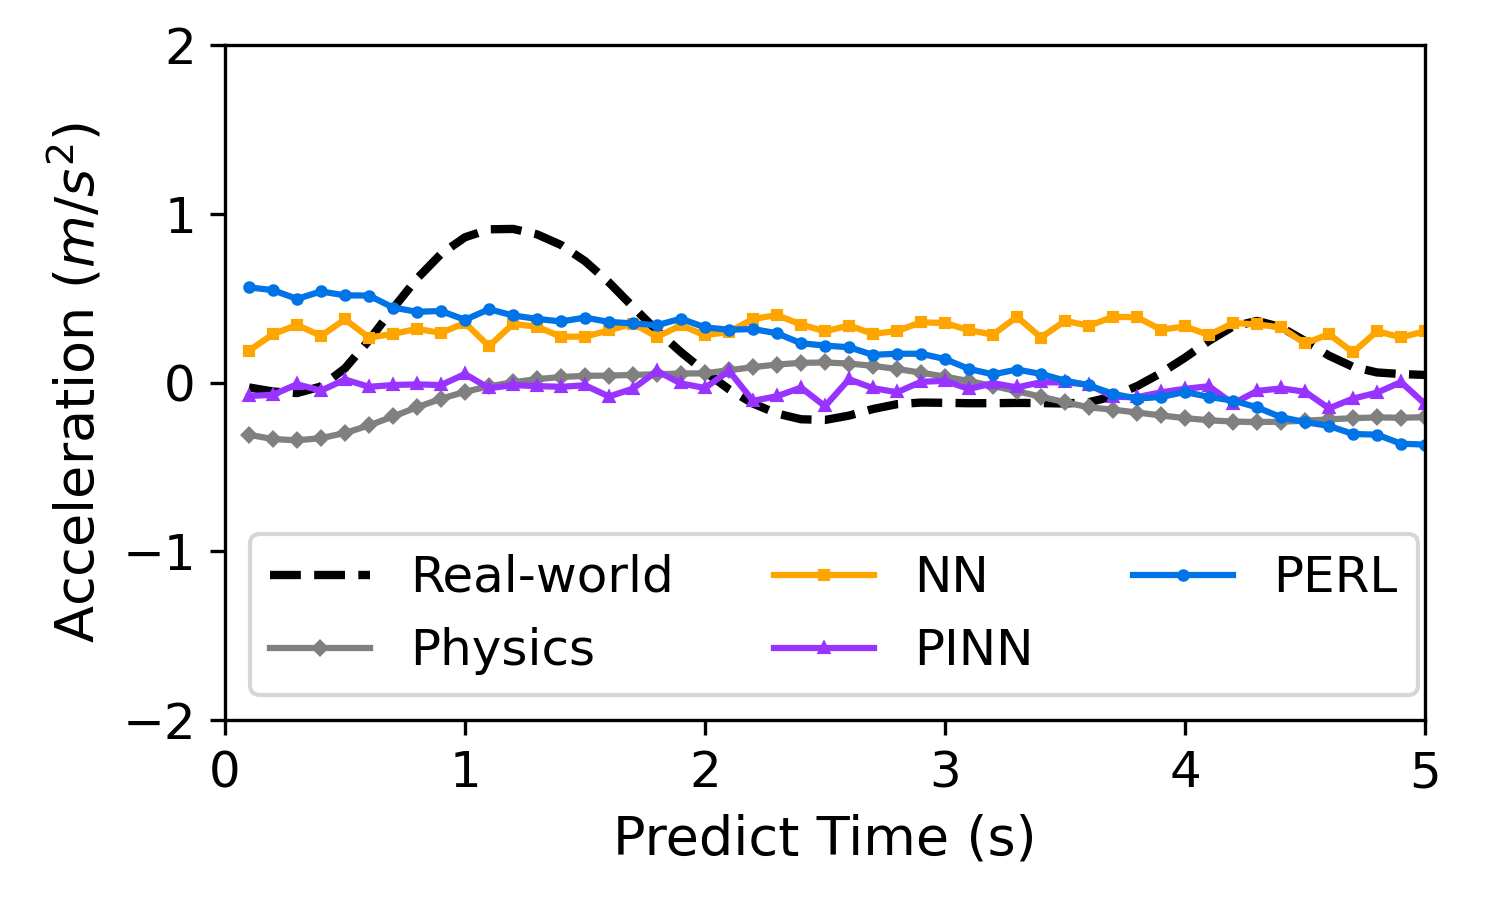 2
1
0
−1
−2
Acceleration (m/s²)
Real-world
NN
PERL
Physics
PINN
0 1 2 3 4 5
Predict Time (s)